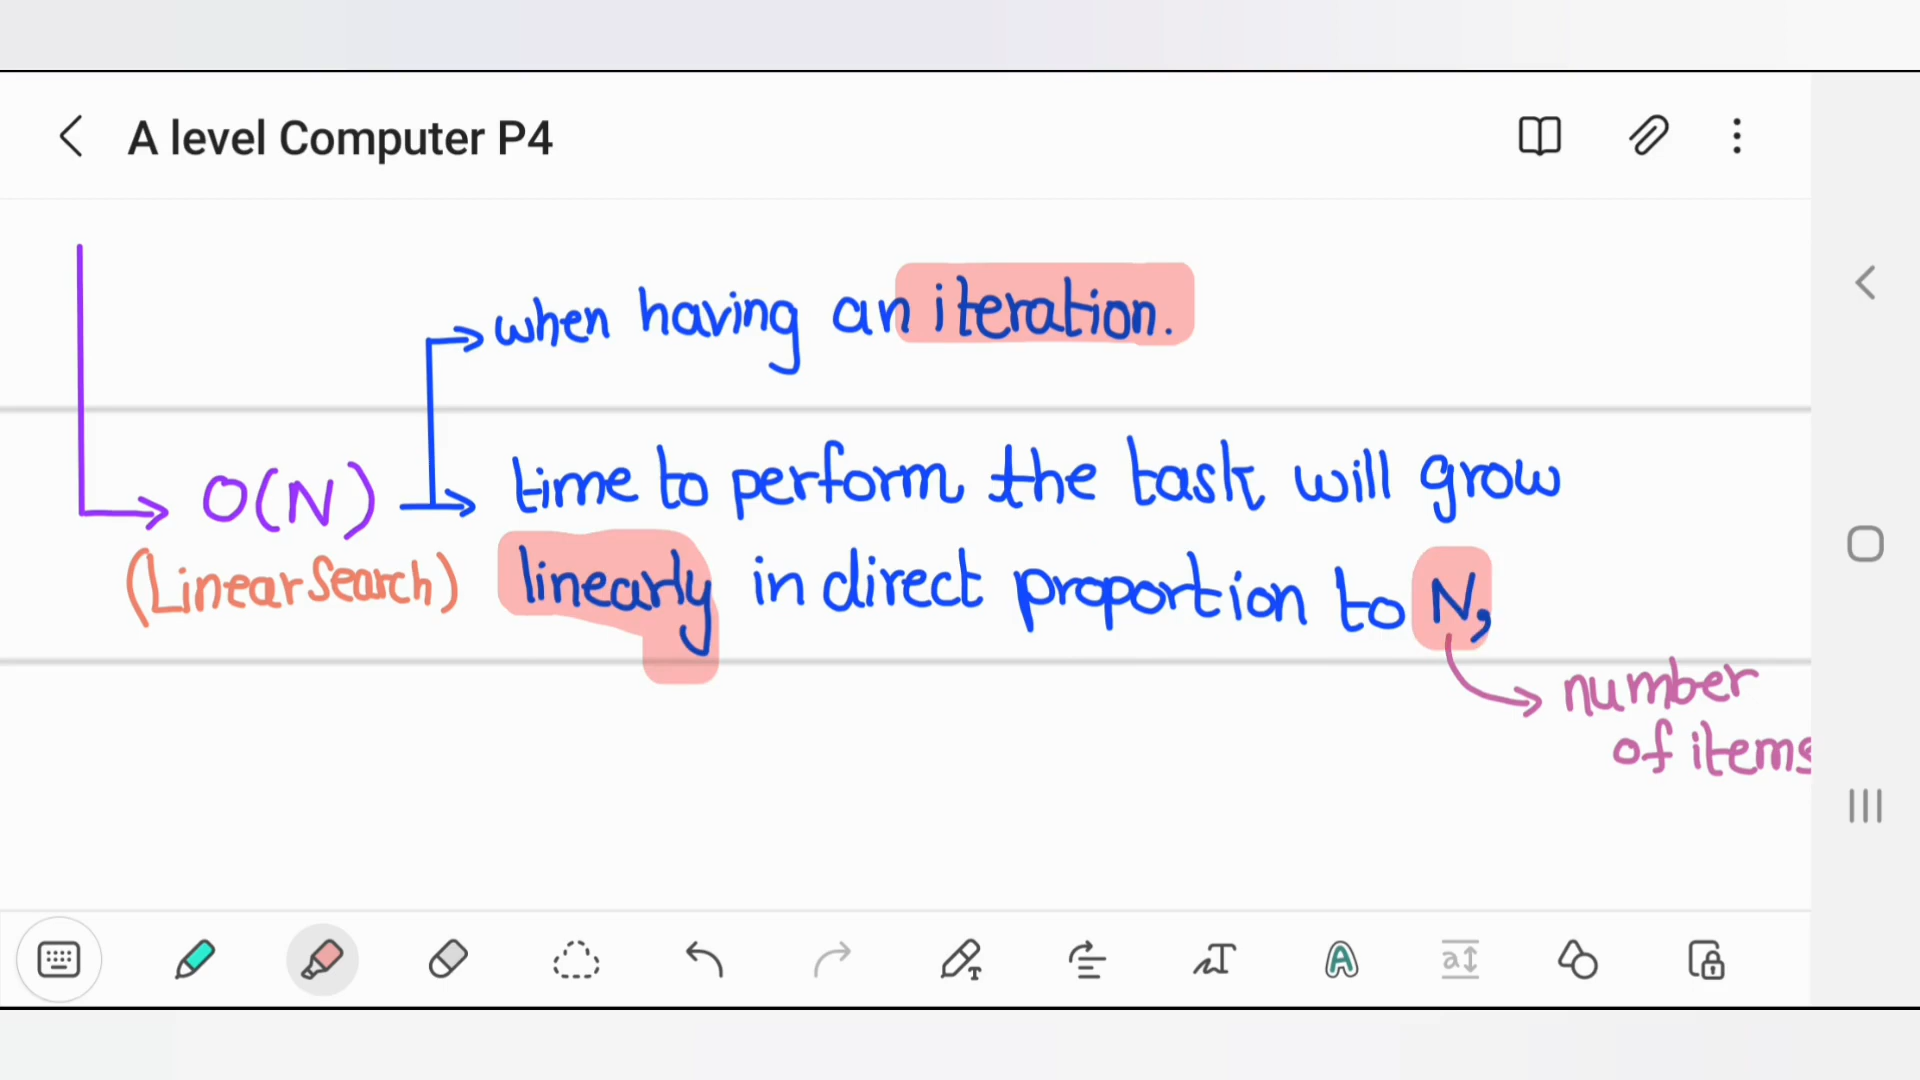 A level Computer P4
when having an iteration.
O(N)
time to perform the task will grow
(Linear Search)
linearly in direct proportion to N,
number
of items